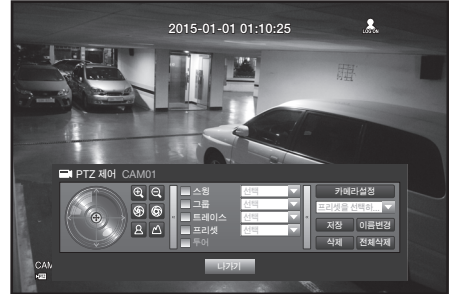 2015-01-01 01:10:25
LOG ON
PTZ 제어 CAM01
스윙 선택
그룹 선택
트레이스 선택
프리셋 선택
투어
카메라설정
프리셋을 선택하...
저장 이름변경
삭제 전체삭제
CAM
나가기